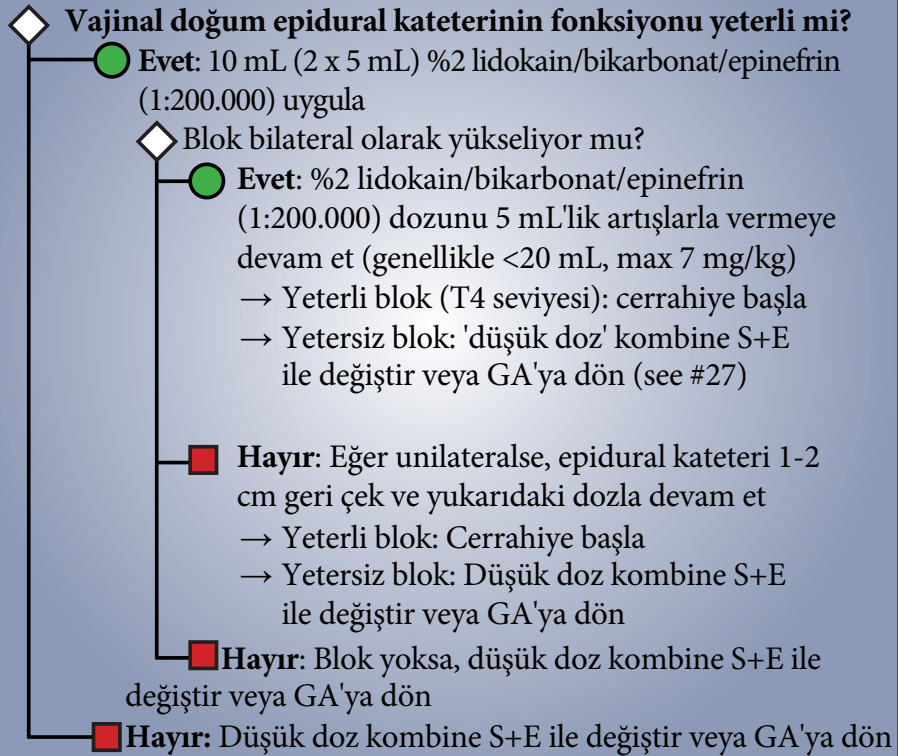 Vajinal doğum epidural kateterinin fonksiyonu yeterli mi?
Evet: 10 mL (2 x 5 mL) %2 lidokain/bikarbonat/epinefrin
(1:200.000) uygula
Blok bilateral olarak yükseliyor mu?
Evet: %2 lidokain/bikarbonat/epinefrin
(1:200.000) dozunu 5 mL'lik artışlarla vermeye
devam et (genellikle <20 mL, max 7 mg/kg)
→ Yeterli blok (T4 seviyesi): cerrahiye başla
→ Yetersiz blok: 'düşük doz' kombine S+E
ile değiştir veya GA'ya dön (see #27)
Hayır: Eğer unilateralse, epidural kateteri 1-2
cm geri çek ve yukarıdaki dozla devam et
→ Yeterli blok: Cerrahiye başla
→ Yetersiz blok: Düşük doz kombine S+E
ile değiştir veya GA'ya dön
Hayır: Blok yoksa, düşük doz kombine S+E ile
değiştir veya GA'ya dön
Hayır: Düşük doz kombine S+E ile değiştir veya GA'ya dön